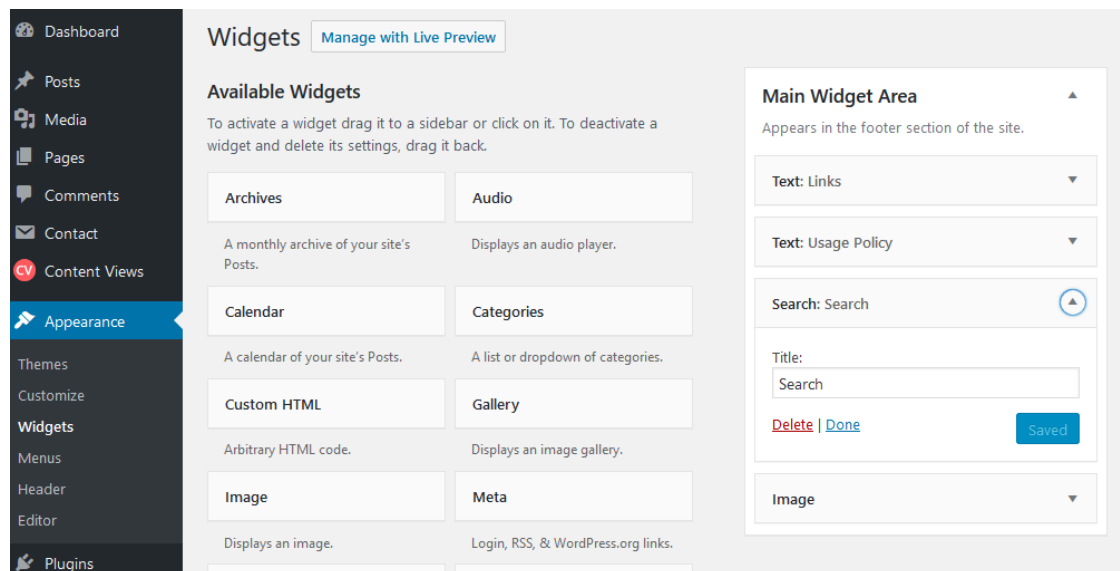 Dashboard
Posts
Media
Pages
Comments
Contact
CV Content Views
Appearance
Themes
Customize
Widgets
Menus
Header
Editor
Plugins
Widgets Manage with Live Preview
Available Widgets
To activate a widget drag it to a sidebar or click on it. To deactivate a
widget and delete its settings, drag it back.
Archives
A monthly archive of your site's
Posts.
Audio
Displays an audio player.
Calendar
A calendar of your site's Posts.
Categories
A list or dropdown of categories.
Custom HTML
Arbitrary HTML code.
Gallery
Displays an image gallery.
Image
Displays an image.
Meta
Login, RSS, & WordPress.org links.
Main Widget Area
Appears in the footer section of the site.
Text: Links
Text: Usage Policy
Search: Search
Title:
Search
Delete | Done
Saved
Image